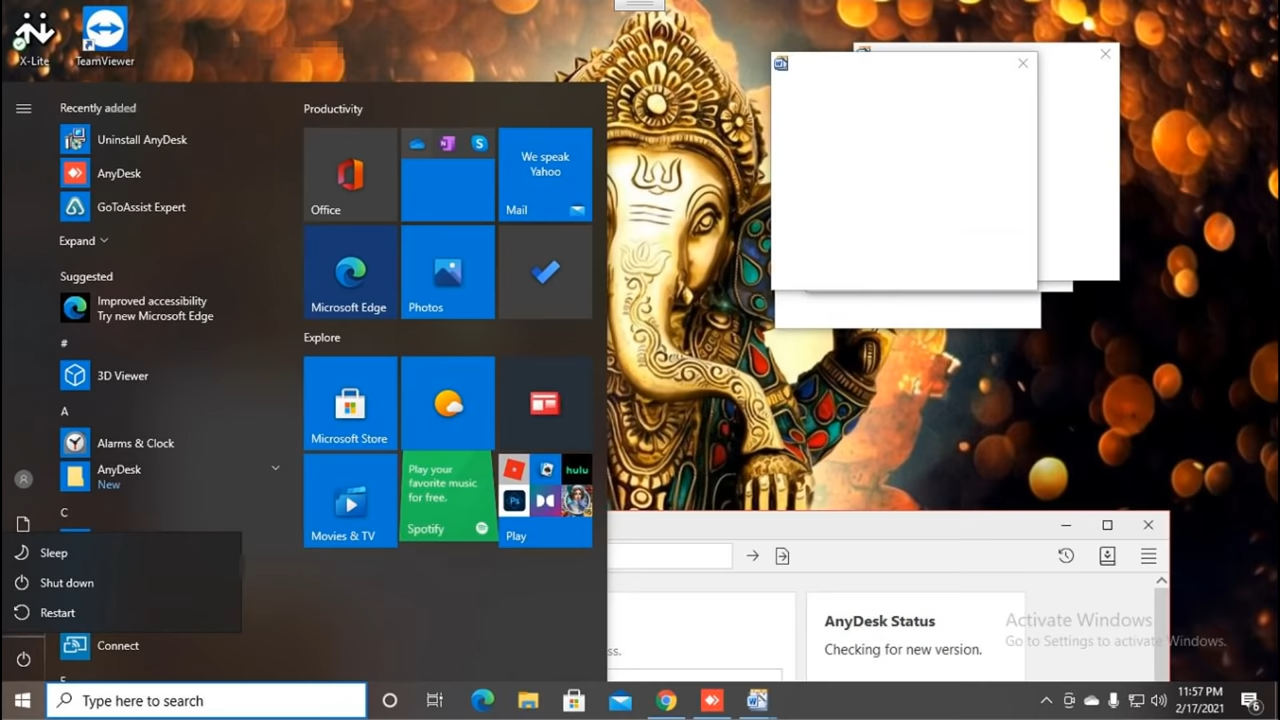 X-Lite
TeamViewer
Recently added
Uninstall AnyDesk
AnyDesk
GoToAssist Expert
Expand
Suggested
Improved accessibility
Try new Microsoft Edge
#
3D Viewer
A
Alarms & Clock
AnyDesk
New
C
Sleep
Shut down
Restart
Connect
Productivity
Office
We speak
Yahoo
Mail
Microsoft Edge
Photos
Explore
Microsoft Store
Movies & TV
Play your
favorite music
for free.
Spotify
hulu
Ps
Play
ss.
AnyDesk Status
Checking for new version.
Activate Windows
Go to Settings to activate Windows.
Type here to search
11:57 PM
2/17/2021
6